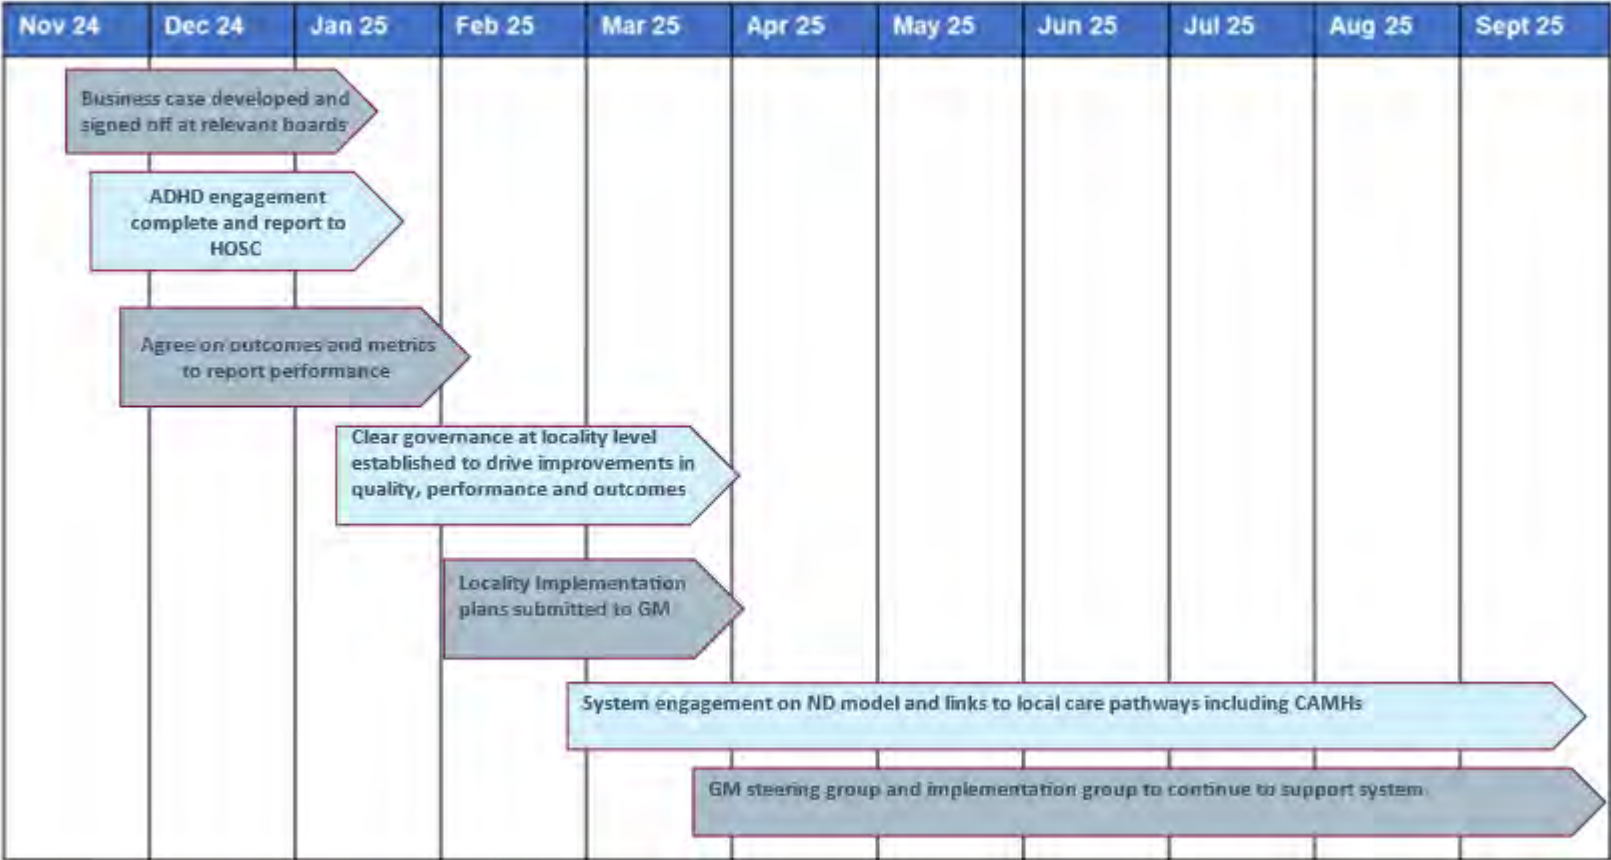 Nov 24 Dec 24 Jan 25 Feb 25 Mar 25 Apr 25 May 25 Jun 25 Jul 25 Aug 25 Sept 25
Business case developed and
signed off at relevant boards
ADHD engagement
complete and report to
HOSC
Agree on outcomes and metrics
to report performance
Clear governance at locality level
established to drive improvements in
quality, performance and outcomes
Locality Implementation
plans submitted to GM
System engagement on ND model and links to local care pathways including CAMHs
GM steering group and implementation group to continue to support system